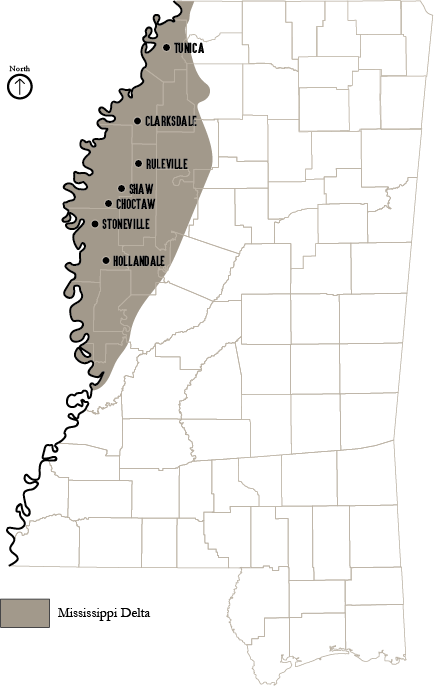 TUNICA
North
CLARKSDALE
RULEVILLE
SHAW
CHOCTAW
STONEVILLE
HOLLANDALE
Mississippi Delta